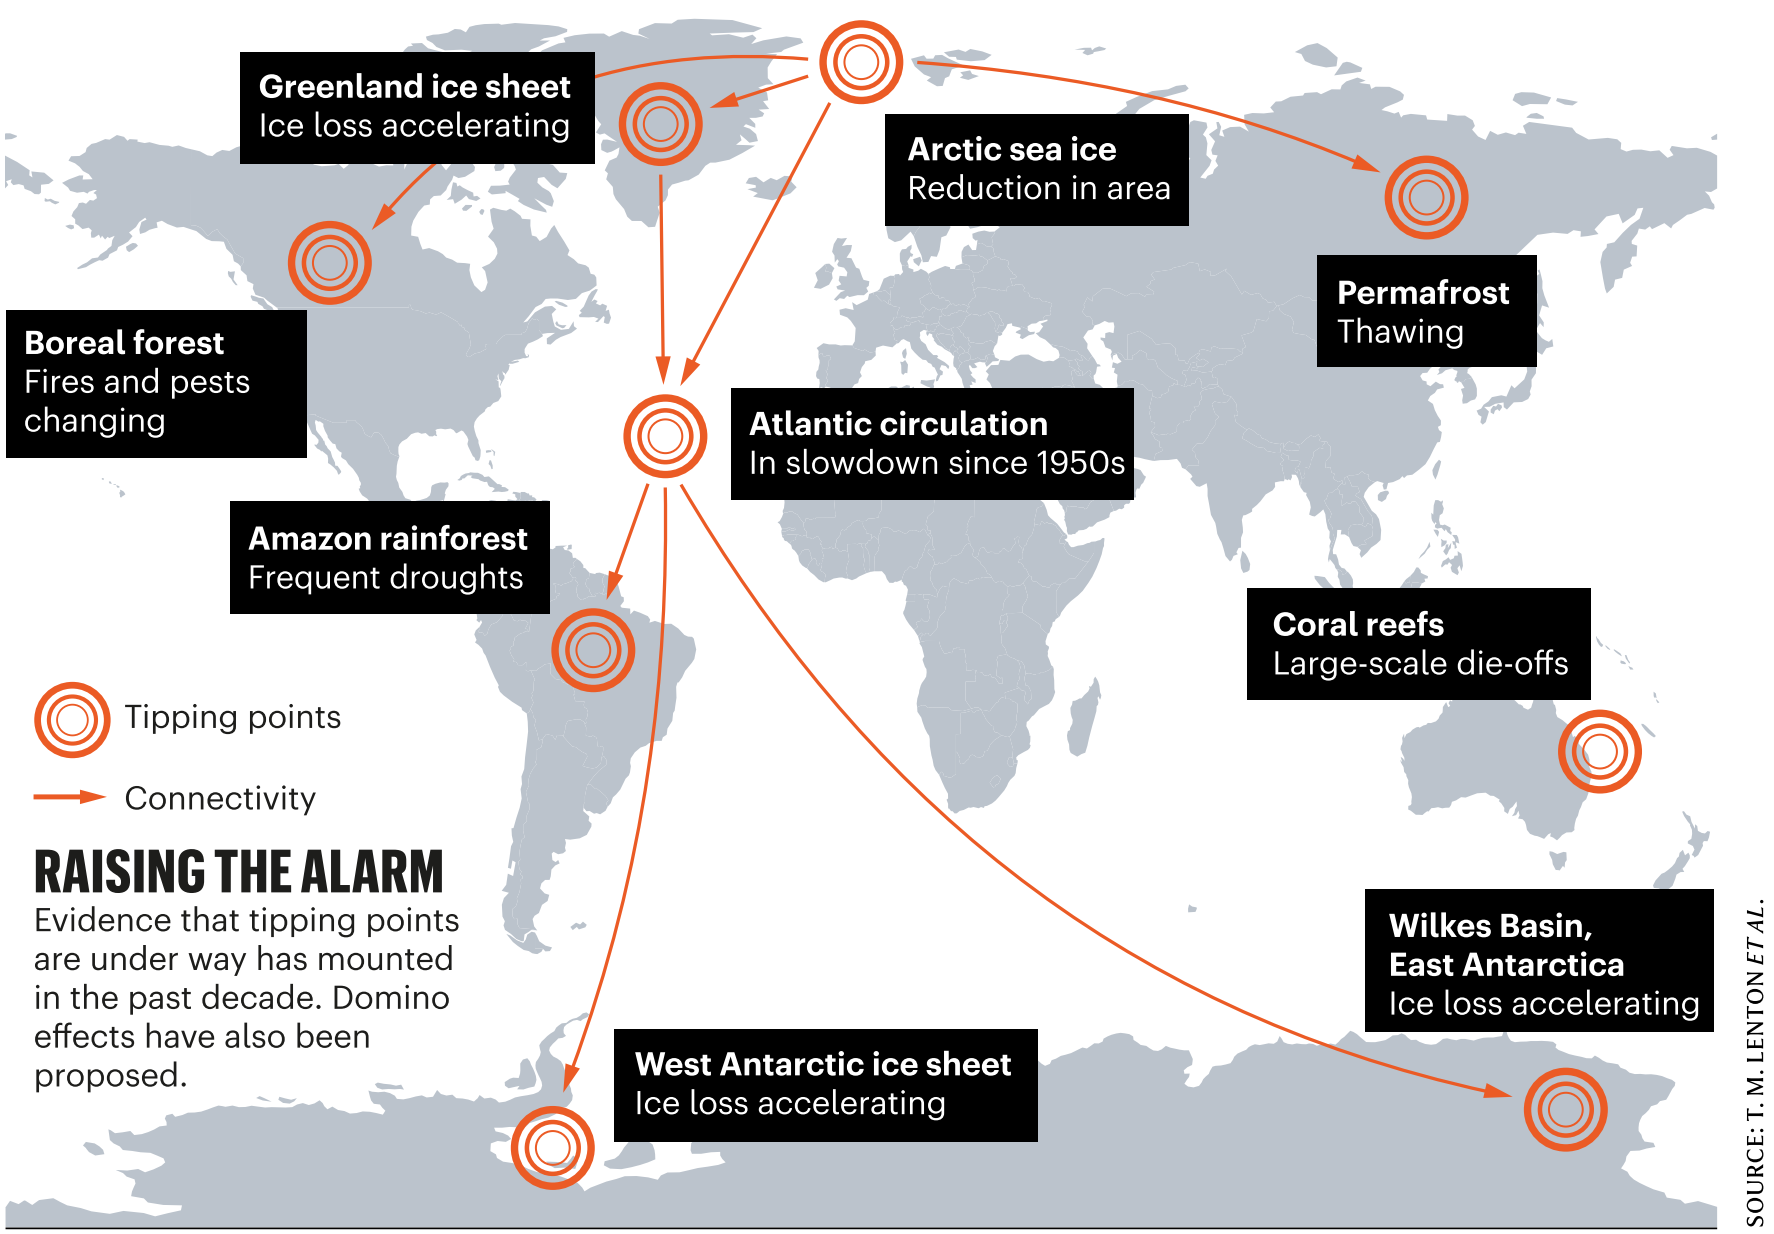 Greenland ice sheet
Ice loss accelerating
Arctic sea ice
Reduction in area
Permafrost
Thawing
Boreal forest
Fires and pests
changing
Atlantic circulation
In slowdown since 1950s
Amazon rainforest
Frequent droughts
Coral reefs
Large-scale die-offs
Tipping points
Connectivity
RAISING THE ALARM
Evidence that tipping points
are under way has mounted
in the past decade. Domino
effects have also been
proposed.
Wilkes Basin,
East Antarctica
Ice loss accelerating
West Antarctic ice sheet
Ice loss accelerating
SOURCE: T. M. LENTON ET AL.